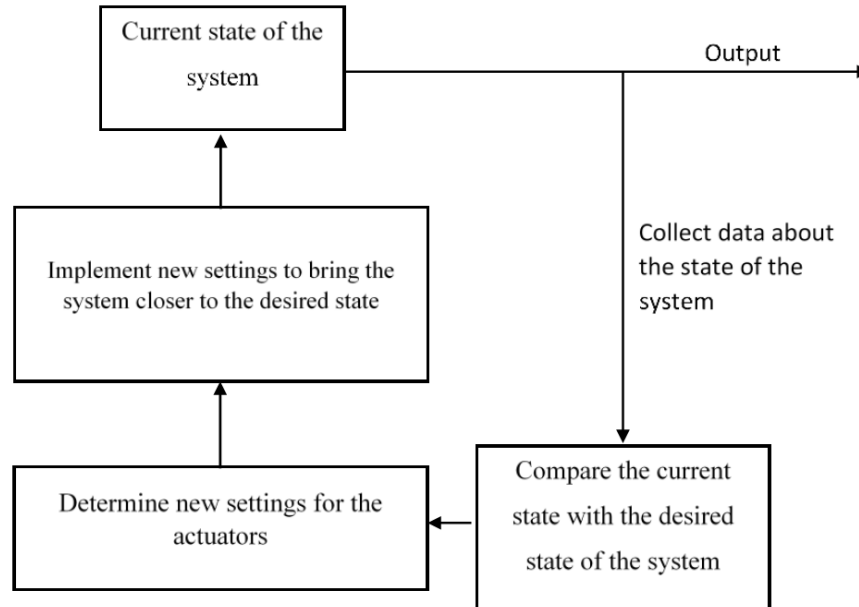 Current state of the
system
Output
Collect data about
the state of the
system
Implement new settings to bring the
system closer to the desired state
Compare the current
state with the desired
state of the system
Determine new settings for the
actuators